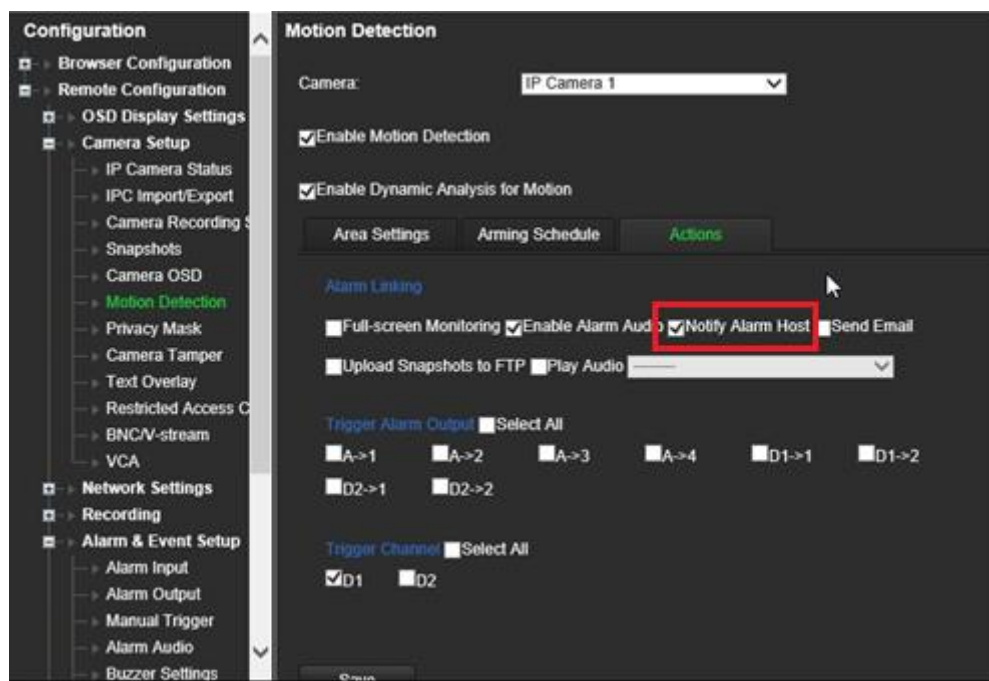 Configuration
Browser Configuration
Remote Configuration
OSD Display Settings
Camera Setup
IP Camera Status
IPC Import/Export
Camera Recording S
Snapshots
Camera OSD
Motion Detection
Privacy Mask
Camera Tamper
Text Overlay
Restricted Access C
BNC/V-stream
VCA
Network Settings
Recording
Alarm & Event Setup
Alarm Input
Alarm Output
Manual Trigger
Alarm Audio
Buzzer Settings
Motion Detection
Camera: IP Camera 1
Enable Motion Detection
Enable Dynamic Analysis for Motion
Area Settings Arming Schedule Actions
Alarm Linking
Full-screen Monitoring Enable Alarm Audio Notify Alarm Host Send Email
Upload Snapshots to FTP Play Audio --------
Trigger Alarm Output Select All
A->1 A->2 A->3 A->4 D1->1 D1->2
D2->1 D2->2
Trigger Channel Select All
D1 D2
Save